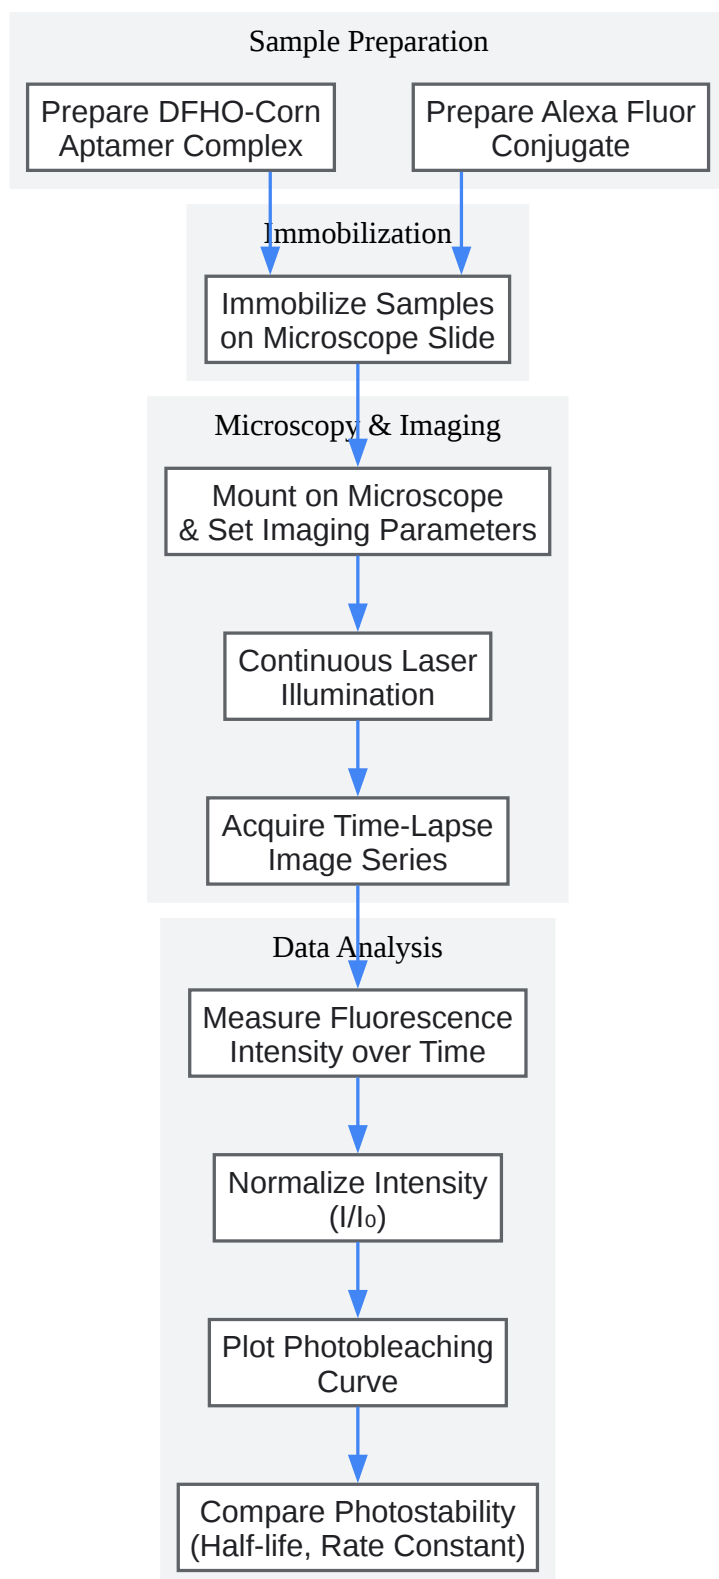 Sample Preparation
Prepare DFHO-Corn
Aptamer Complex
Prepare Alexa Fluor
Conjugate
Immobilization
Immobilize Samples
on Microscope Slide
Microscopy & Imaging
Mount on Microscope
& Set Imaging Parameters
Continuous Laser
Illumination
Acquire Time-Lapse
Image Series
Data Analysis
Measure Fluorescence
Intensity over Time
Normalize Intensity
(I/I₀)
Plot Photobleaching
Curve
Compare Photostability
(Half-life, Rate Constant)